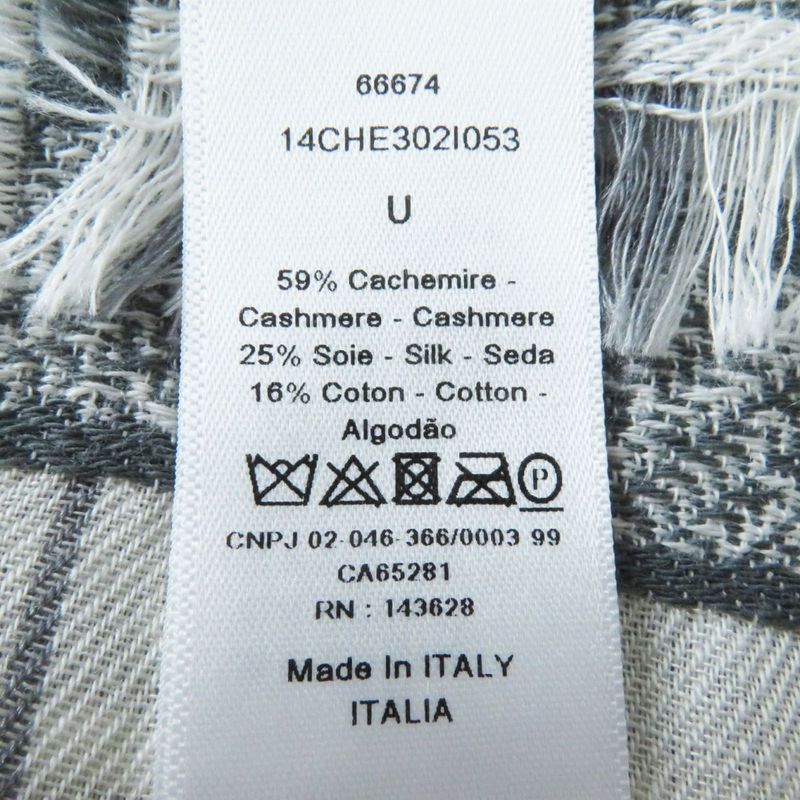 66674
14CHE302I053
U
59% Cachemire -
Cashmere - Cashmere
25% Soie - Silk - Seda
16% Coton - Cotton -
Algodão
P
CNPJ 02-046-366/0003 99
CA65281
RN : 143628
Made In ITALY
ITALIA